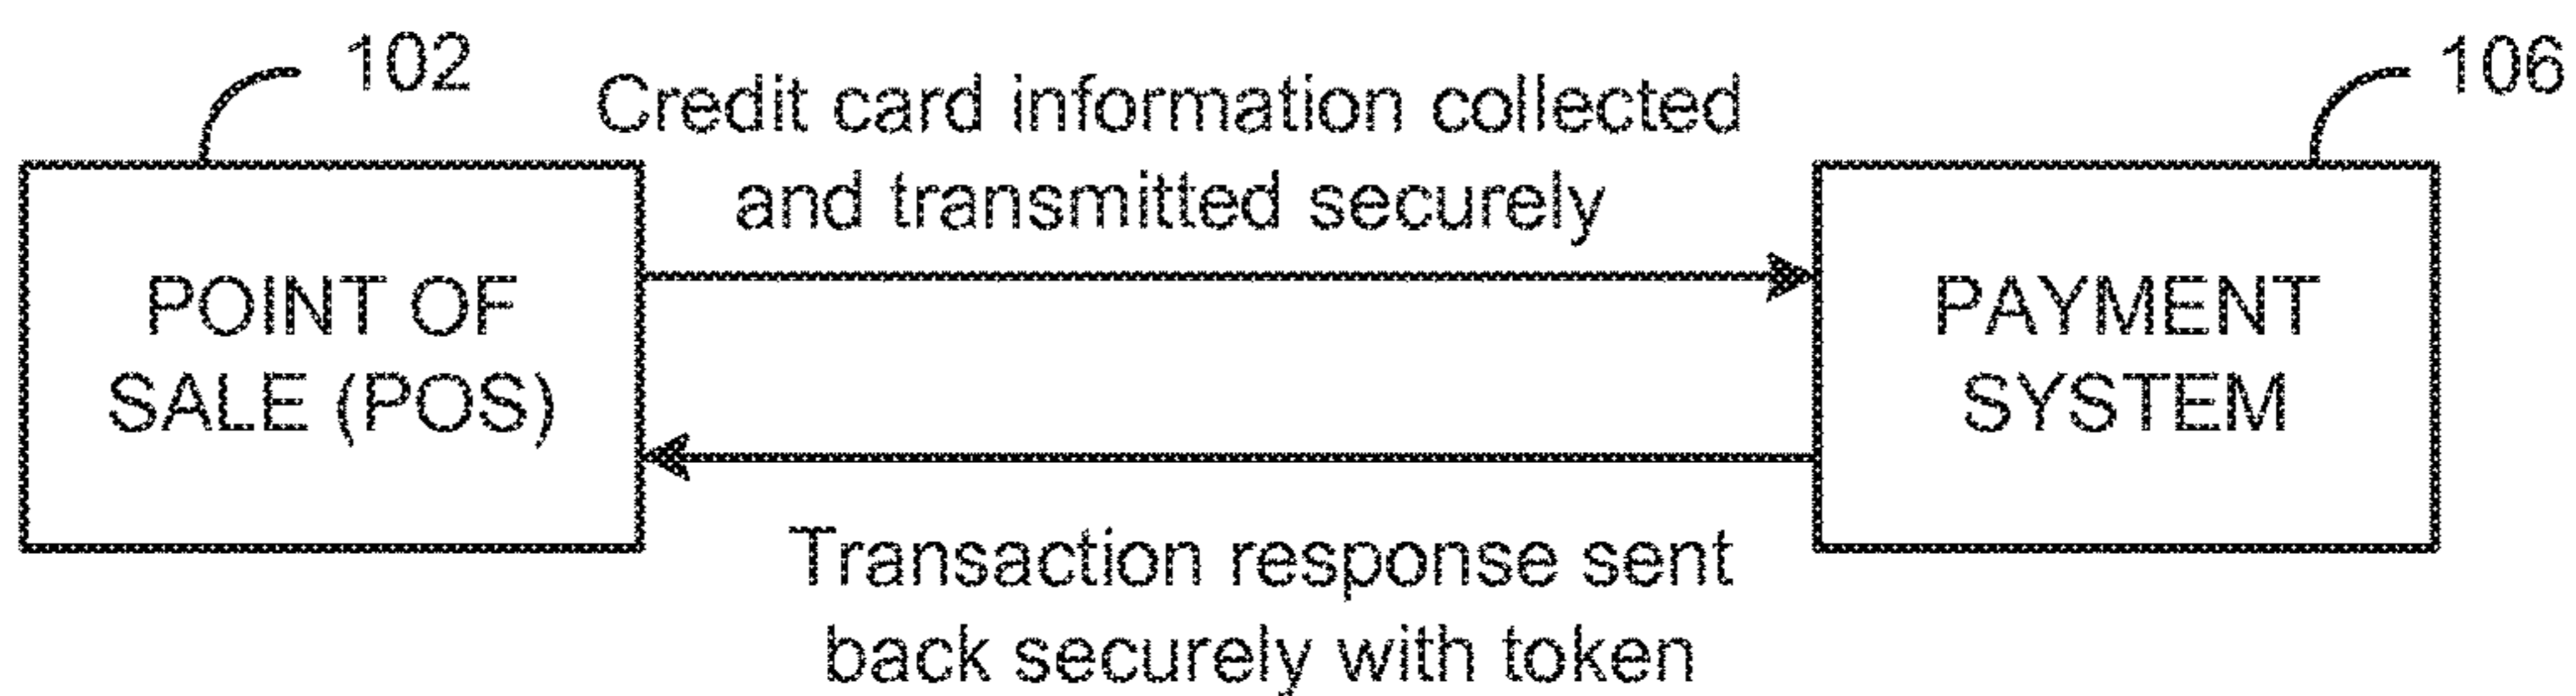 102
106
Credit card information collected
and transmitted securely
POINT OF
SALE (POS)
PAYMENT
SYSTEM
Transaction response sent
back securely with token